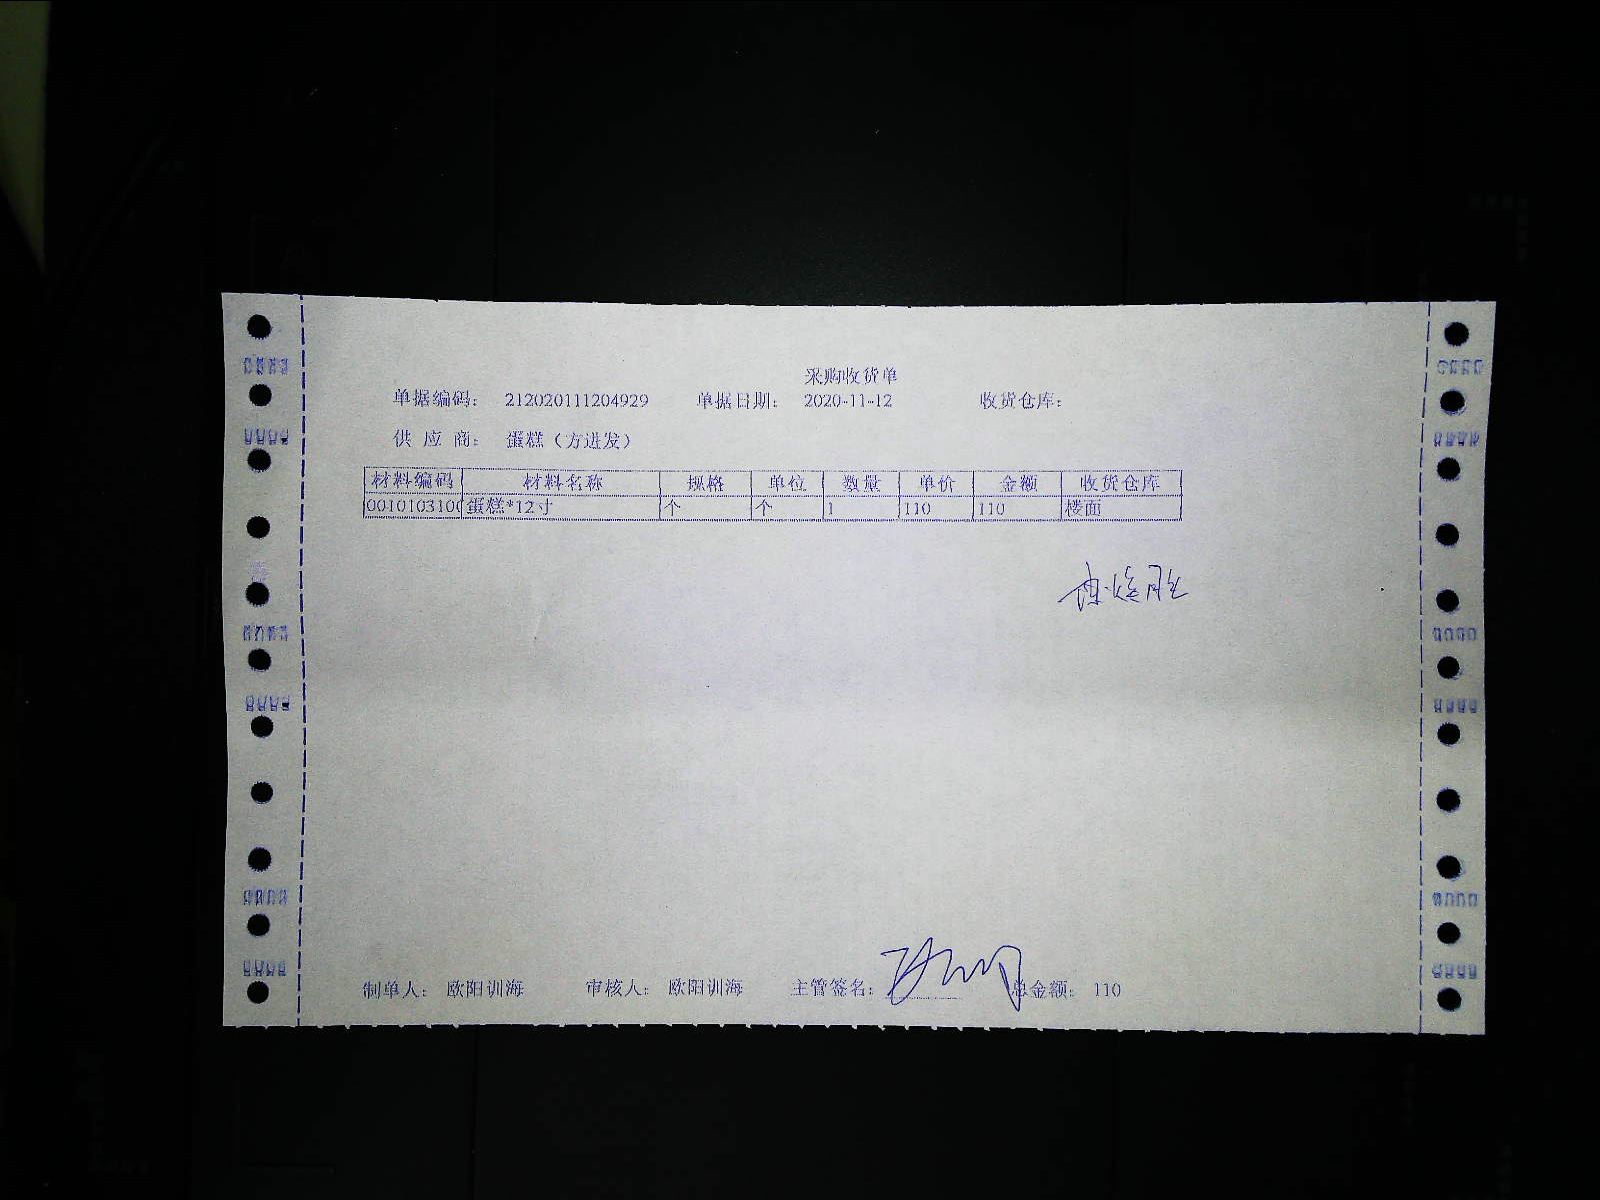 采购收货单
单据编码： 212020111204929 单据日期： 2020-11-12 收货仓库：
供 应 商： 蛋糕（方进发）
材料编码 材料名称 规格 单位 数量 单价 金额 收货仓库
0010103100 蛋糕*12寸 个 个 1 110 110 楼面
制单人： 欧阳训海 审核人： 欧阳训海 主管签名： 总金额： 110